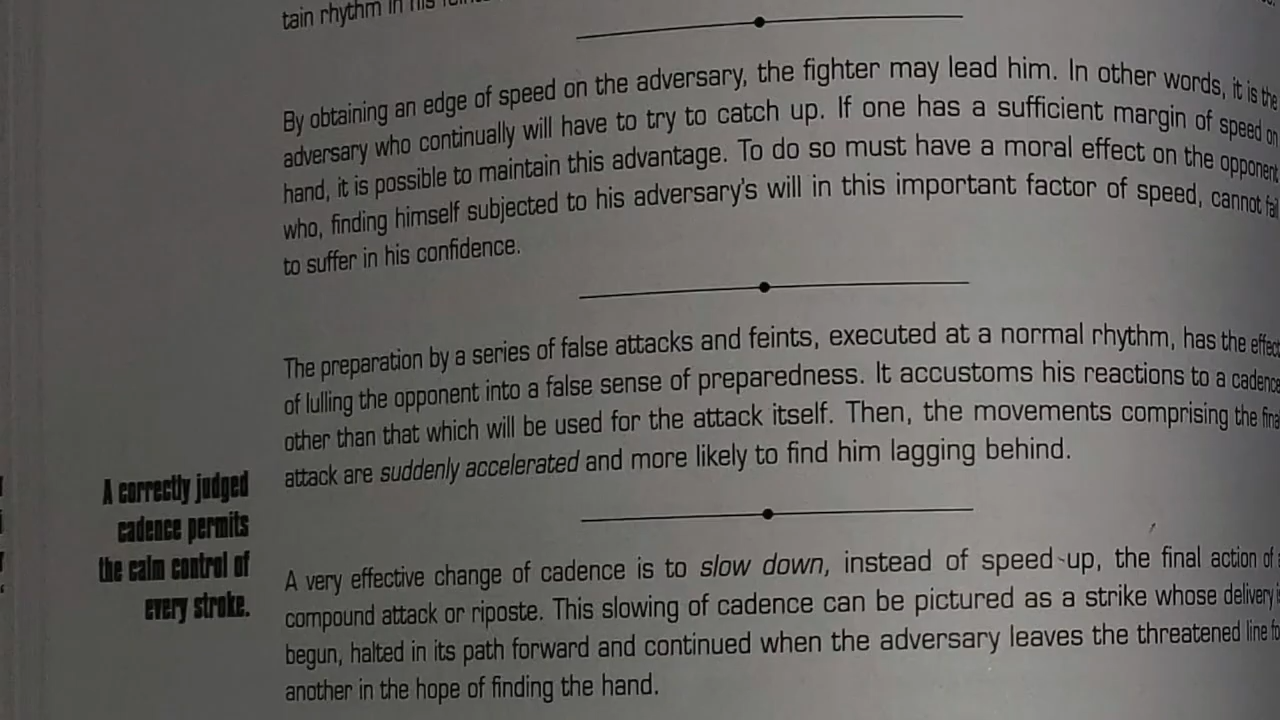 tain rhythm in his feints
By obtaining an edge of speed on the adversary, the fighter may lead him. In other words, it is the
adversary who continually will have to try to catch up. If one has a sufficient margin of speed on
hand, it is possible to maintain this advantage. To do so must have a moral effect on the opponent
who, finding himself subjected to his adversary's will in this important factor of speed, cannot fail
to suffer in his confidence.
The preparation by a series of false attacks and feints, executed at a normal rhythm, has the effect
of lulling the opponent into a false sense of preparedness. It accustoms his reactions to a cadence
other than that which will be used for the attack itself. Then, the movements comprising the final
attack are suddenly accelerated and more likely to find him lagging behind.
A correctly judged
cadence permits
the calm control of
every stroke.
A very effective change of cadence is to slow down, instead of speed-up, the final action of
compound attack or riposte. This slowing of cadence can be pictured as a strike whose delivery
begun, halted in its path forward and continued when the adversary leaves the threatened line
another in the hope of finding the hand.